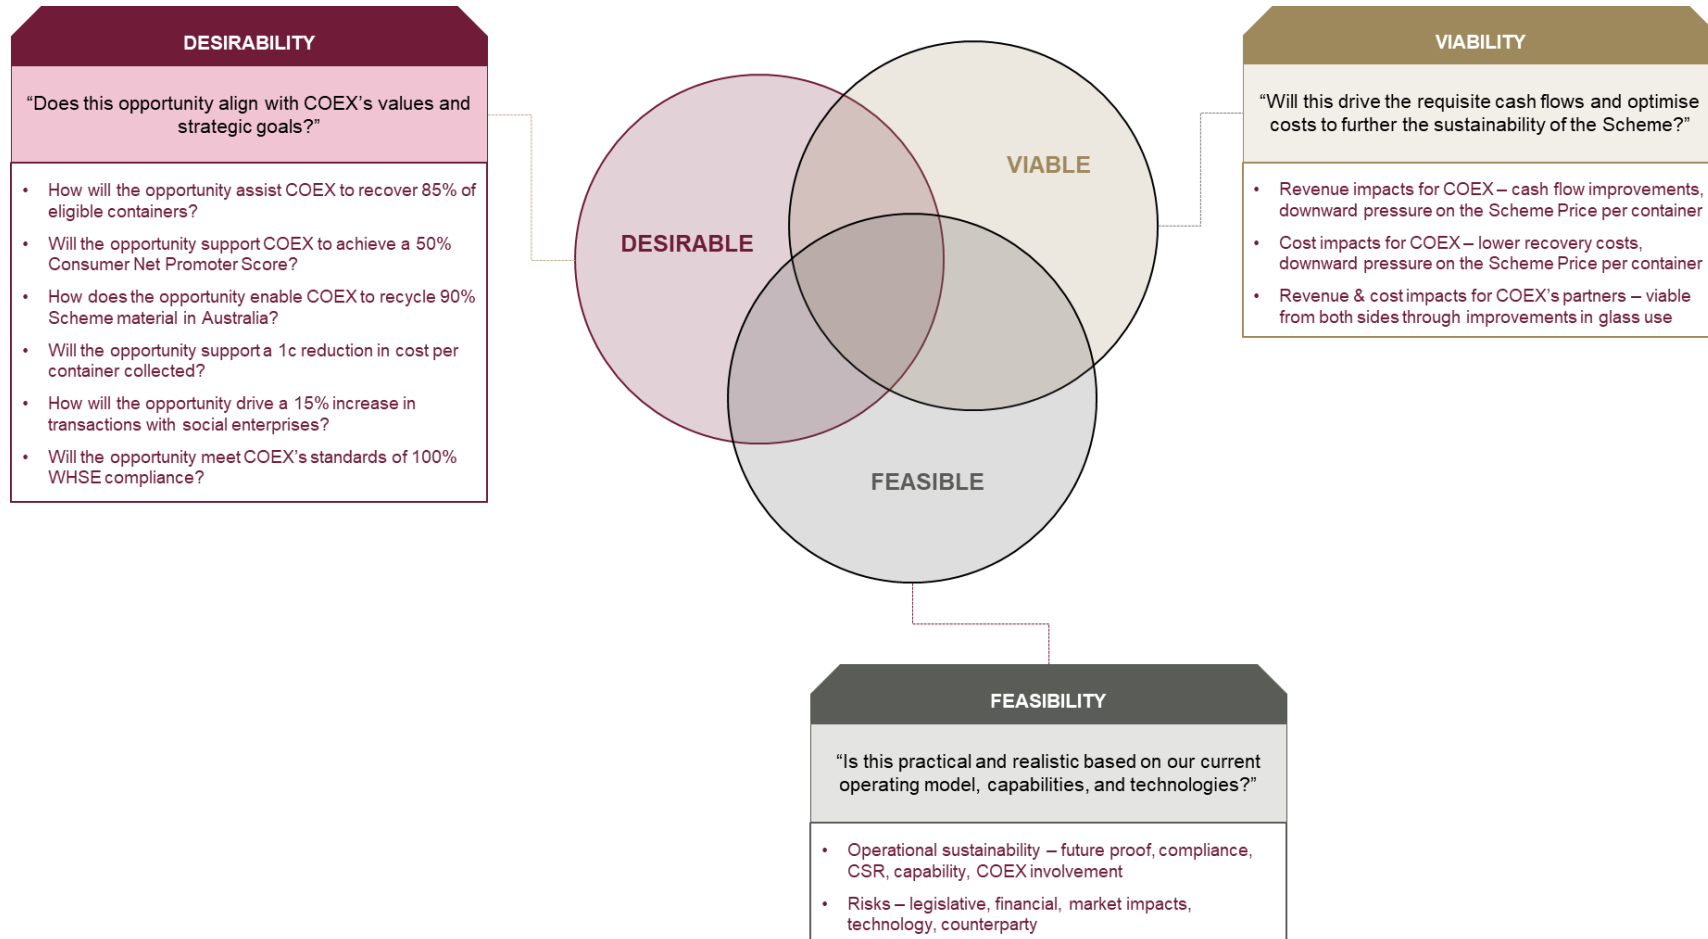 DESIRABILITY
“Does this opportunity align with COEX’s values and
strategic goals?”
• How will the opportunity assist COEX to recover 85% of
eligible containers?
• Will the opportunity support COEX to achieve a 50%
Consumer Net Promoter Score?
• How does the opportunity enable COEX to recycle 90%
Scheme material in Australia?
• Will the opportunity support a 1c reduction in cost per
container collected?
• How will the opportunity drive a 15% increase in
transactions with social enterprises?
• Will the opportunity meet COEX’s standards of 100%
WHSE compliance?
DESIRABLE
VIABLE
FEASIBLE
VIABILITY
“Will this drive the requisite cash flows and optimise
costs to further the sustainability of the Scheme?”
• Revenue impacts for COEX – cash flow improvements,
downward pressure on the Scheme Price per container
• Cost impacts for COEX – lower recovery costs,
downward pressure on the Scheme Price per container
• Revenue & cost impacts for COEX’s partners – viable
from both sides through improvements in glass use
FEASIBILITY
“Is this practical and realistic based on our current
operating model, capabilities, and technologies?”
• Operational sustainability – future proof, compliance,
CSR, capability, COEX involvement
• Risks – legislative, financial, market impacts,
technology, counterparty